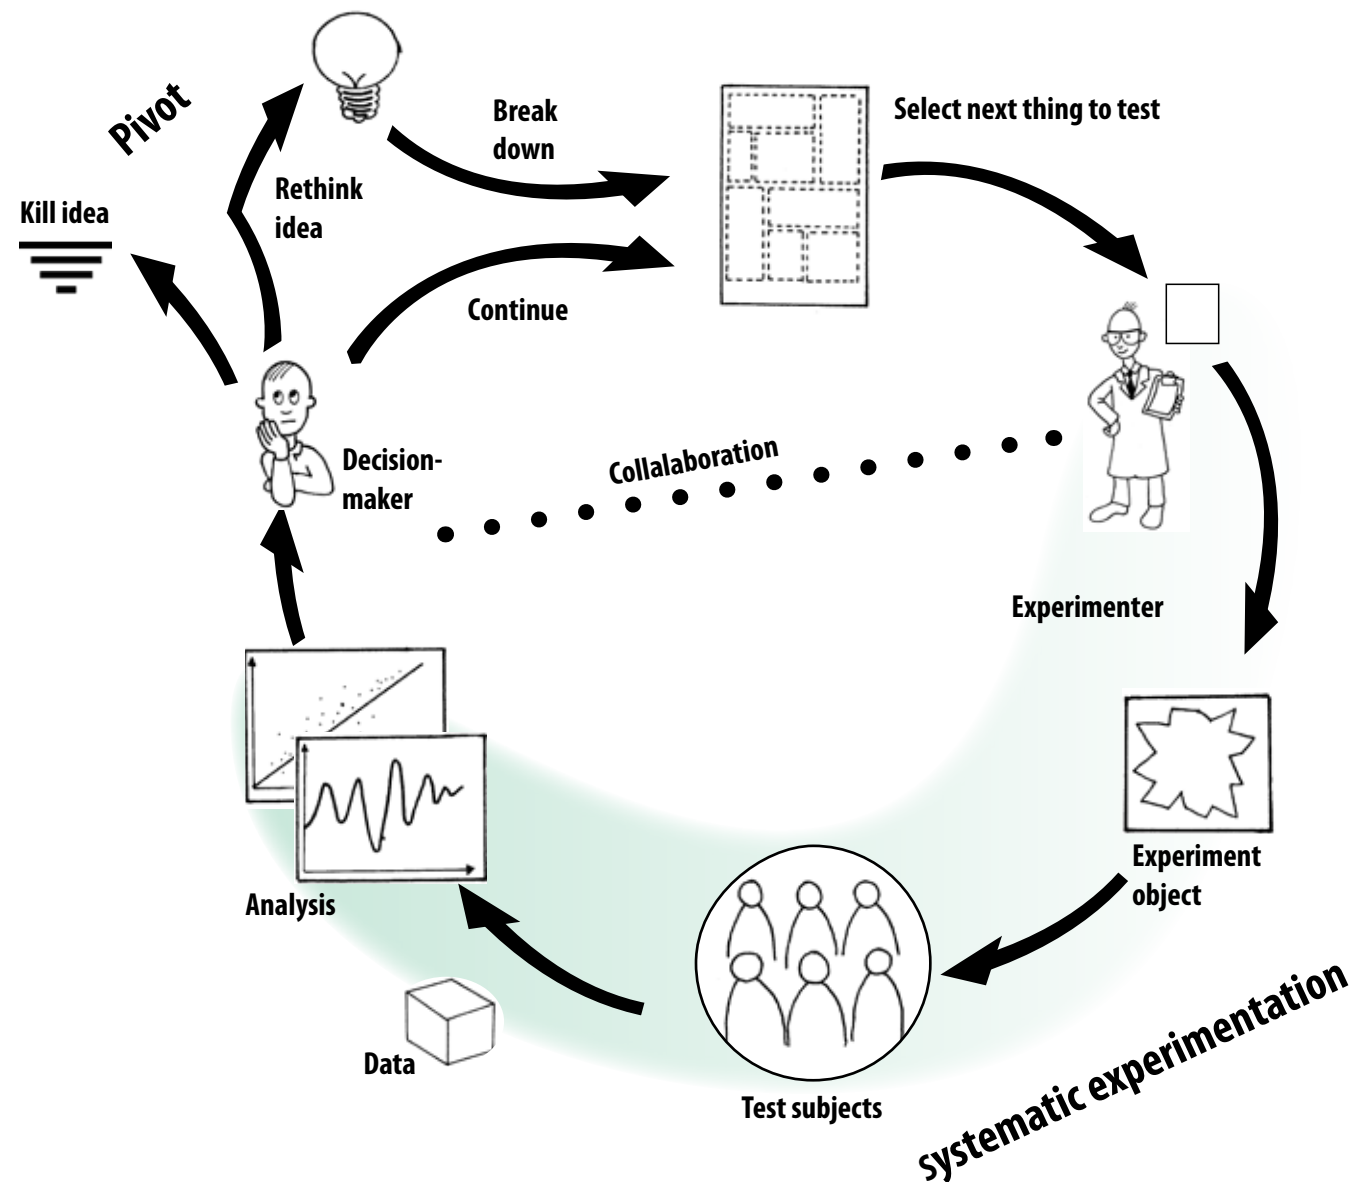 Pivot
Break
down
Select next thing to test
Rethink
idea
Kill idea
Continue
Decision-
maker
Collalaboration
Experimenter
Experiment
object
Analysis
Data
Test subjects
systematic experimentation